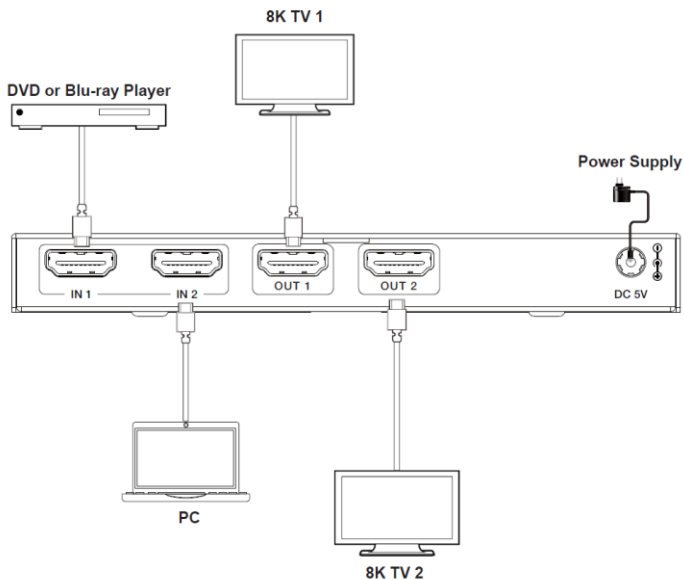 8K TV 1
DVD or Blu-ray Player
Power Supply
IN 1
IN 2
OUT 1
OUT 2
DC 5V
PC
8K TV 2